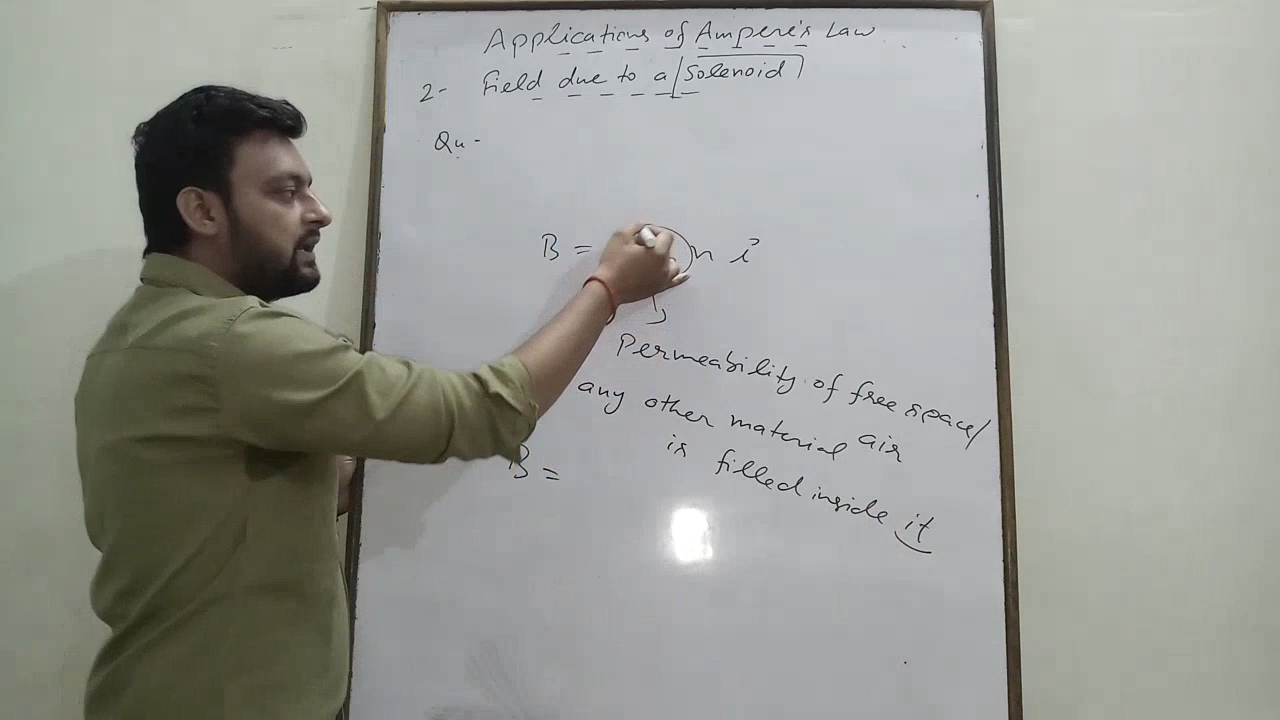 Applications of Ampere's Law
2- Field due to a Solenoid
Qu -
B = n i
Permeability of free space/
air
any other material
is filled inside it
B =